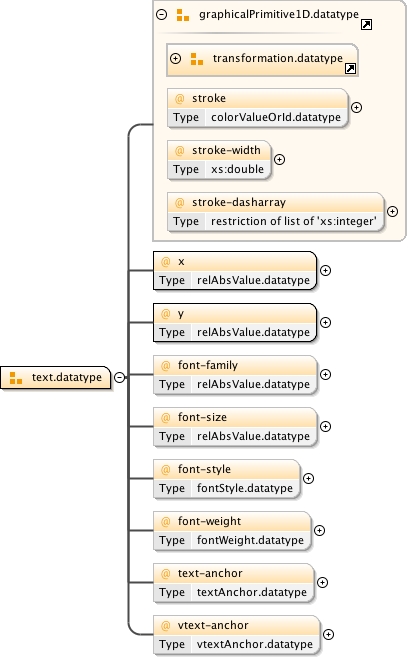 graphicalPrimitive1D.datatype
transformation.datatype
@ stroke
Type colorValueOrId.datatype
@ stroke-width
Type xs:double
@ stroke-dasharray
Type restriction of list of 'xs:integer'
@ x
Type relAbsValue.datatype
@ y
Type relAbsValue.datatype
@ font-family
Type relAbsValue.datatype
text.datatype
@ font-size
Type relAbsValue.datatype
@ font-style
Type fontStyle.datatype
@ font-weight
Type fontWeight.datatype
@ text-anchor
Type textAnchor.datatype
@ vtext-anchor
Type vtextAnchor.datatype